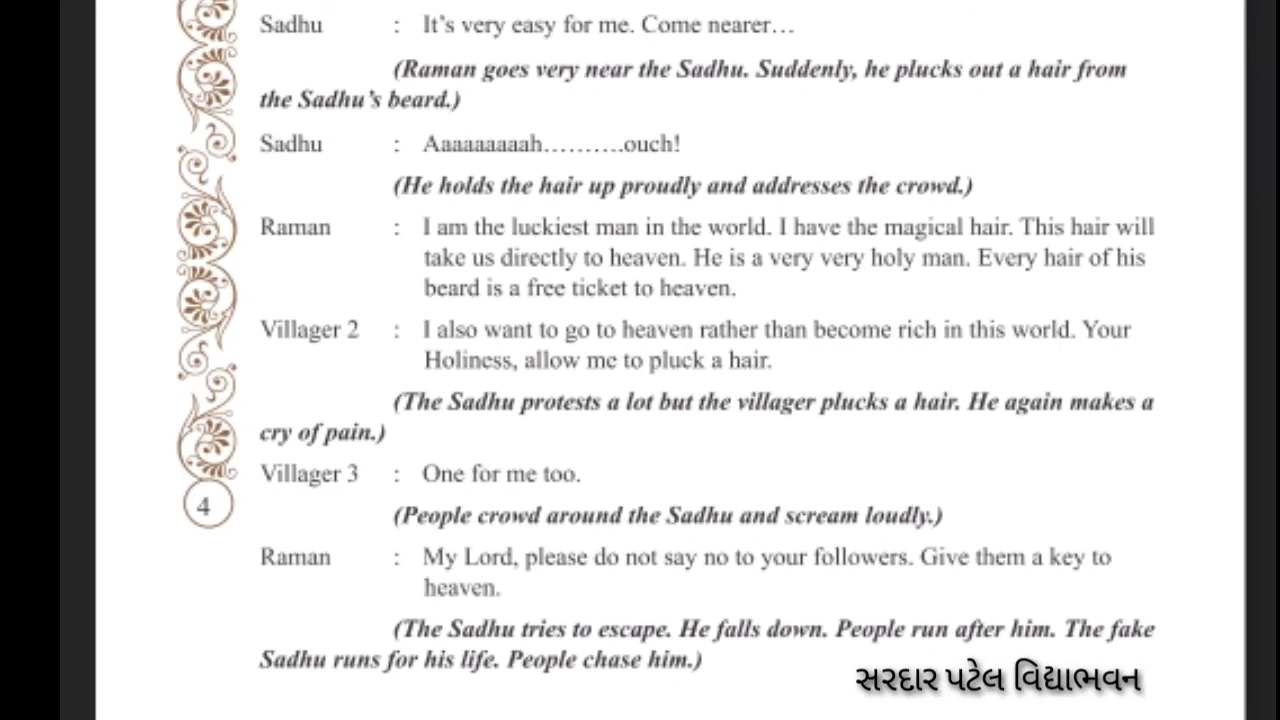 Sadhu : It's very easy for me. Come nearer…
(Raman goes very near the Sadhu. Suddenly, he plucks out a hair from
the Sadhu's beard.)
Sadhu : Aaaaaaaaah……….ouch!
(He holds the hair up proudly and addresses the crowd.)
Raman : I am the luckiest man in the world. I have the magical hair. This hair will
take us directly to heaven. He is a very very holy man. Every hair of his
beard is a free ticket to heaven.
Villager 2 : I also want to go to heaven rather than become rich in this world. Your
Holiness, allow me to pluck a hair.
(The Sadhu protests a lot but the villager plucks a hair. He again makes a
cry of pain.)
Villager 3 : One for me too.
4
(People crowd around the Sadhu and scream loudly.)
Raman : My Lord, please do not say no to your followers. Give them a key to
heaven.
(The Sadhu tries to escape. He falls down. People run after him. The fake
Sadhu runs for his life. People chase him.)
સરદાર પટેલ વિદ્યાભવન